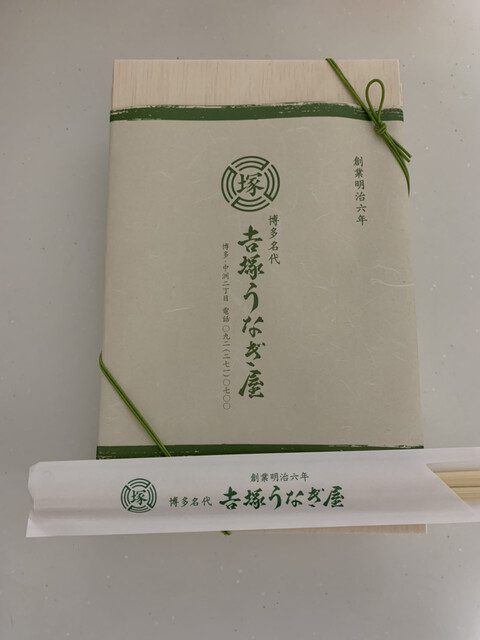 創業明治六年
塚
博多名代
吉塚うなぎ屋
博多・中洲二丁目 電話 〇九二(二七一)〇七〇〇
創業明治六年
塚
博多名代 吉塚うなぎ屋